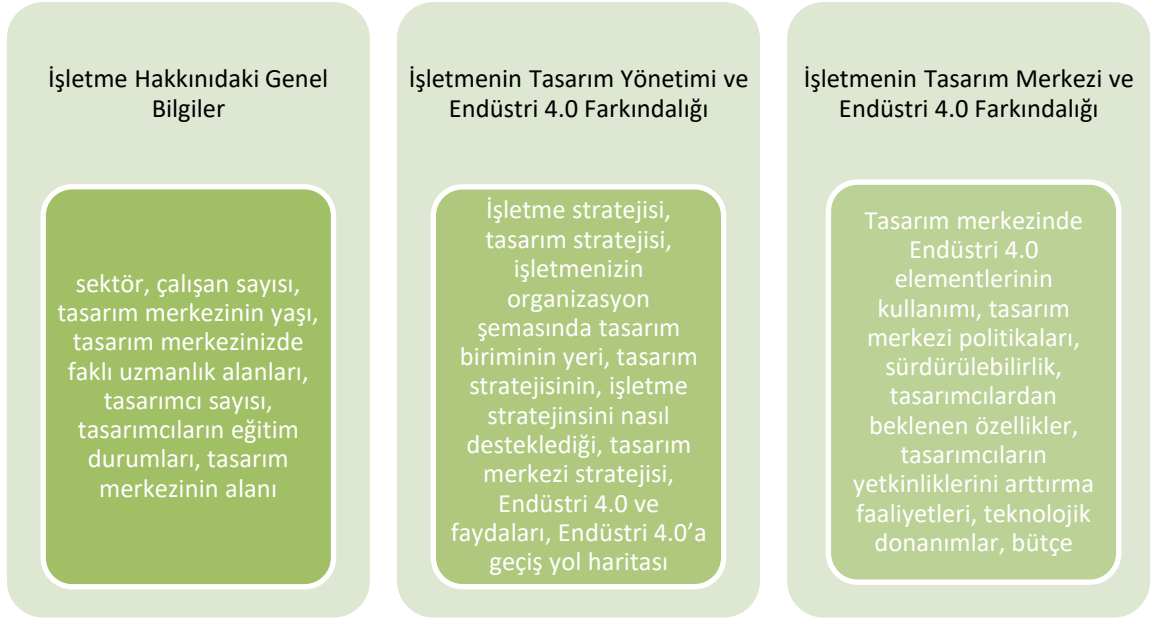 İşletme Hakkınıdaki Genel
Bilgiler
sektör, çalışan sayısı,
tasarım merkezinin yaşı,
tasarım merkezinizde
faklı uzmanlık alanları,
tasarımcı sayısı,
tasarımcıların eğitim
durumları, tasarım
merkezinin alanı
İşletmenin Tasarım Yönetimi ve
Endüstri 4.0 Farkındalığı
İşletme stratejisi,
tasarım stratejisi,
işletmenizin
organizasyon
şemasında tasarım
biriminin yeri, tasarım
stratejisinin, işletme
stratejinsini nasıl
desteklediği, tasarım
merkezi stratejisi,
Endüstri 4.0 ve
faydaları, Endüstri 4.0’a
geçiş yol haritası
İşletmenin Tasarım Merkezi ve
Endüstri 4.0 Farkındalığı
Tasarım merkezinde
Endüstri 4.0
elementlerinin
kullanımı, tasarım
merkezi politikaları,
sürdürülebilirlik,
tasarımcılardan
beklenen özellikler,
tasarımcıların
yetkinliklerini arttırma
faaliyetleri, teknolojik
donanımlar, bütçe